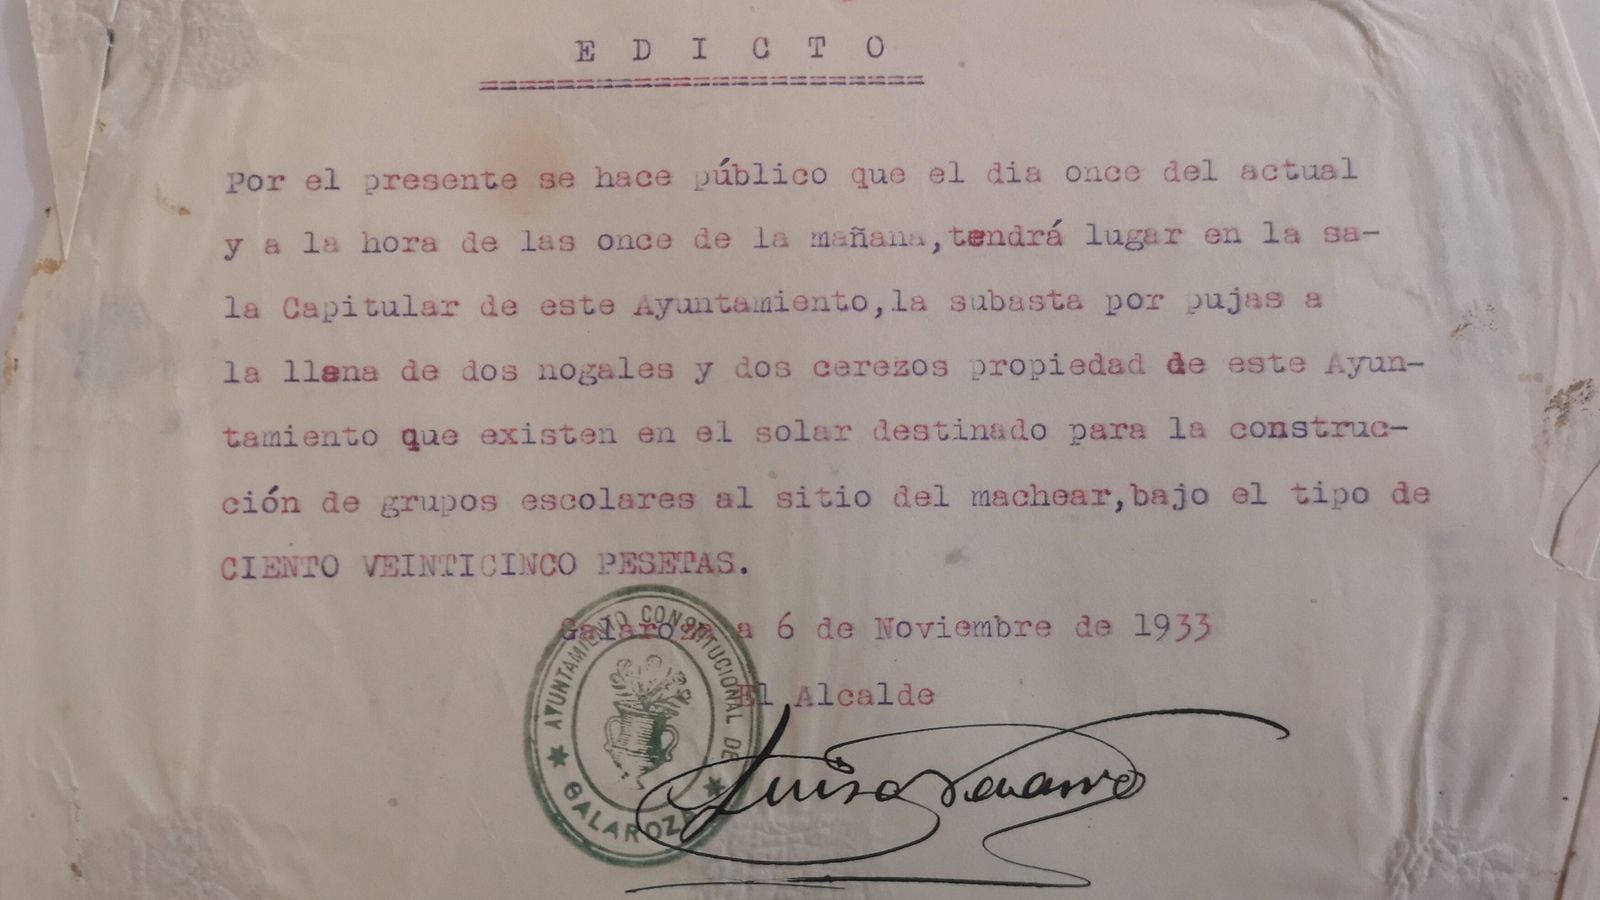 E D I C T O
=======================
Por el presente se hace público que el dia once del actual
y a la hora de las once de la mañana,tendrá lugar en la sa-
la Capitular de este Ayuntamiento,la subasta por pujas a
la llana de dos nogales y dos cerezos propiedad de este Ayun-
tamiento que existen en el solar destinado para la construc-
ción de grupos escolares al sitio del machear,bajo el tipo de
CIENTO VEINTICINCO PESETAS.
Galaroza a 6 de Noviembre de 1933
El Alcalde
AYUNTAMIENTO CONSTITUCIONAL DE
★ GALAROZA ★